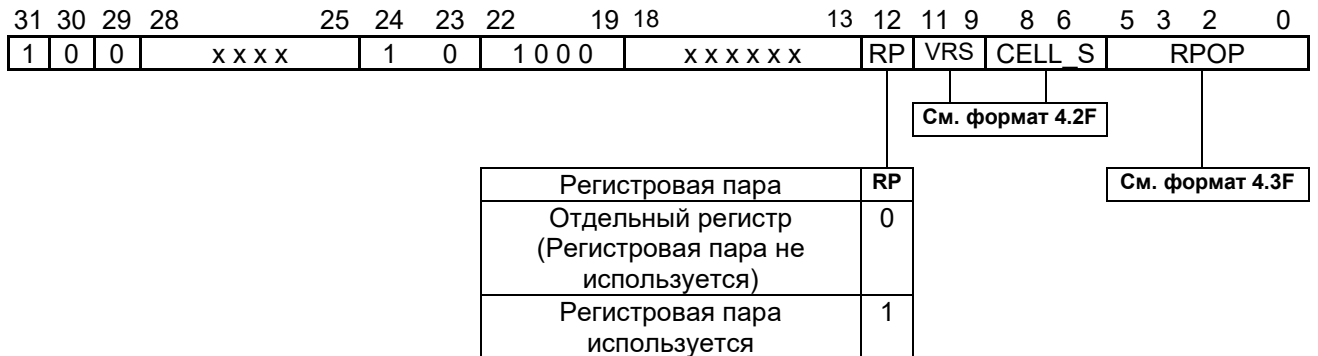 31 30 29 28 25 24 23 22 19 18 13 12 11 9 8 6 5 3 2 0
1 0 0 x x x x 1 0 1 0 0 0 x x x x x x RP VRS CELL_S RPOP
См. формат 4.2F
Регистровая пара RP См. формат 4.3F
Отдельный регистр 0
(Регистровая пара не
используется)
Регистровая пара 1
используется